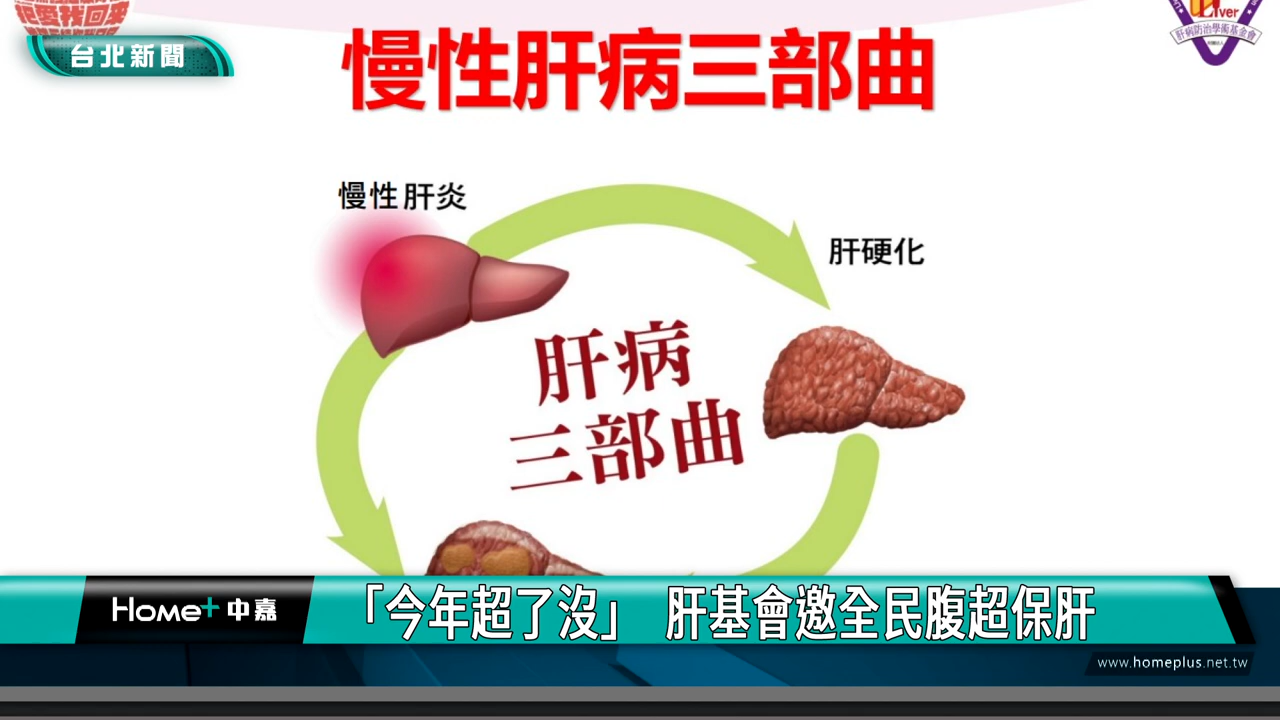 台北新聞
iver
肝病防治學術基金會
慢性肝病三部曲
慢性肝炎
肝硬化
肝病
三部曲
Home+中嘉
「今年超了沒」 肝基會邀全民腹超保肝
www.homeplus.net.tw